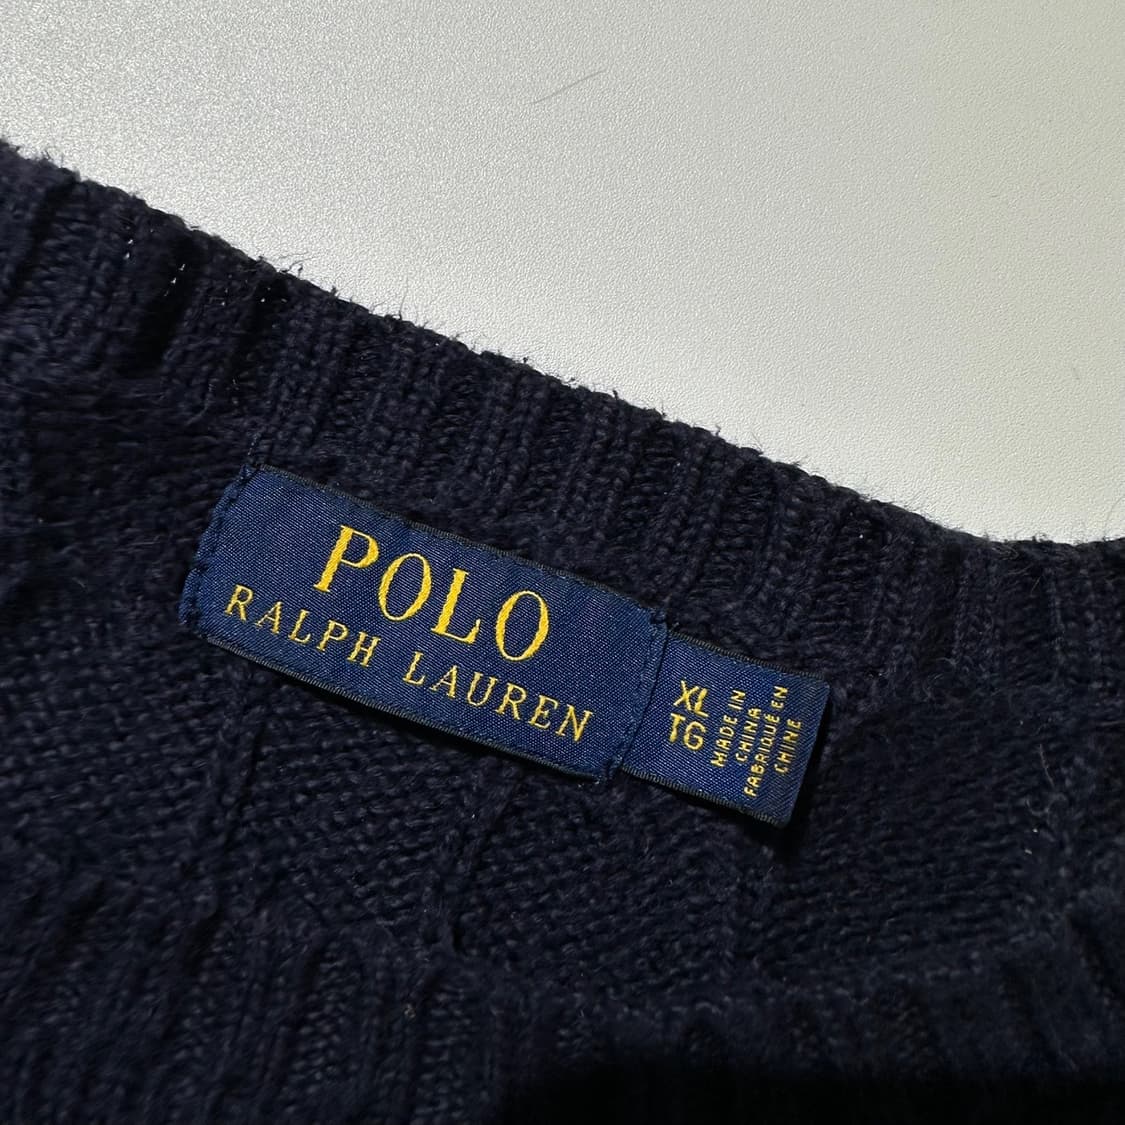 POLO
RALPH LAUREN
XL
TG
MADE IN
CHINA
FABRIQUÉ EN
CHINE